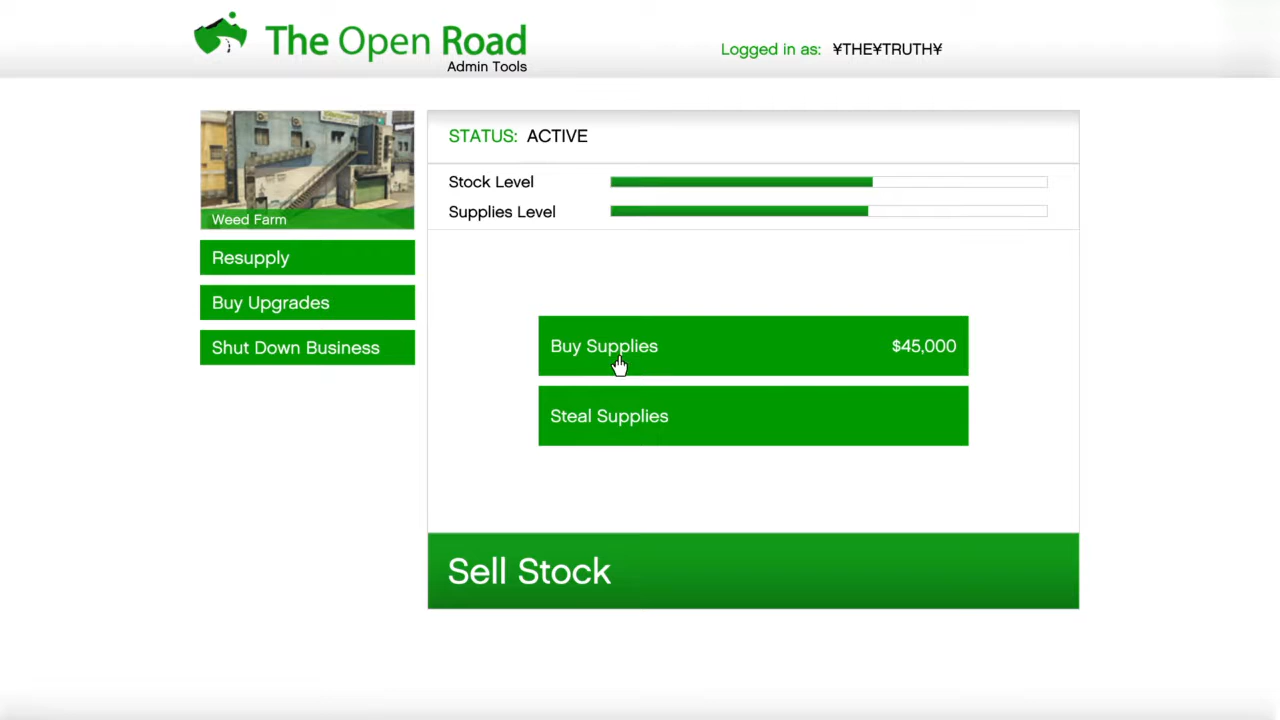 The Open Road
Admin Tools
Logged in as: ¥THE¥TRUTH¥
Weed Farm
Resupply
Buy Upgrades
Shut Down Business
STATUS: ACTIVE
Stock Level
Supplies Level
Buy Supplies $45,000
Steal Supplies
Sell Stock